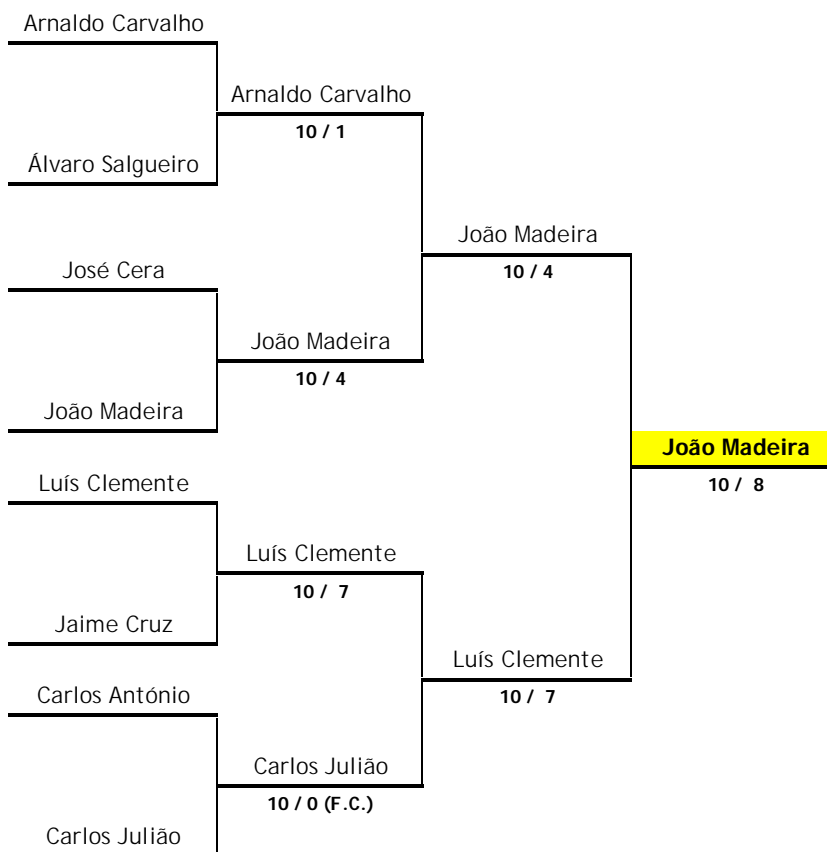 Arnaldo Carvalho
Arnaldo Carvalho
10 / 1
Álvaro Salgueiro
João Madeira
10 / 4
José Cera
João Madeira
10 / 4
João Madeira
João Madeira
10 / 8
Luís Clemente
Luís Clemente
10 / 7
Jaime Cruz
Luís Clemente
10 / 7
Carlos António
Carlos Julião
10 / 0 (F.C.)
Carlos Julião